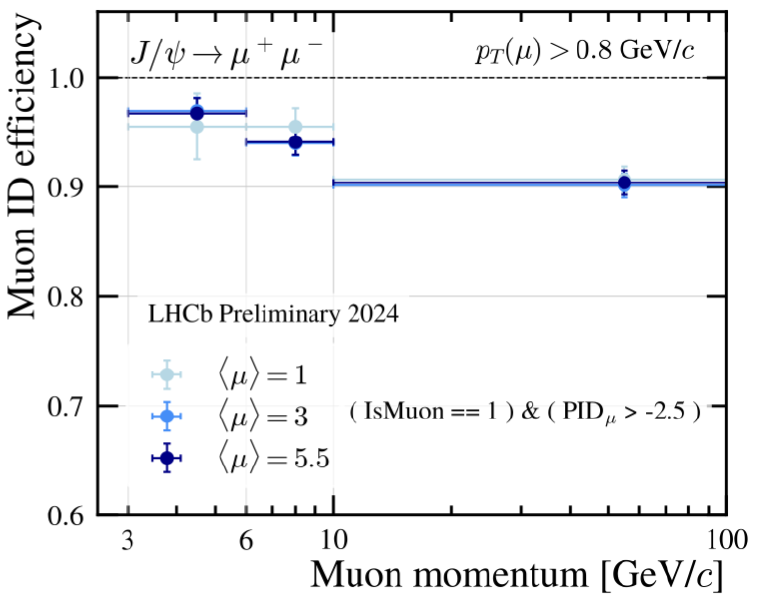 J/ψ → μ⁺ μ⁻
p_T(μ) > 0.8 GeV/c
Muon ID efficiency
1.0
0.9
0.8
0.7
0.6
LHCb Preliminary 2024
⟨μ⟩ = 1
⟨μ⟩ = 3
( IsMuon == 1 ) & ( PID_μ > -2.5 )
⟨μ⟩ = 5.5
3
6
10
100
Muon momentum [GeV/c]